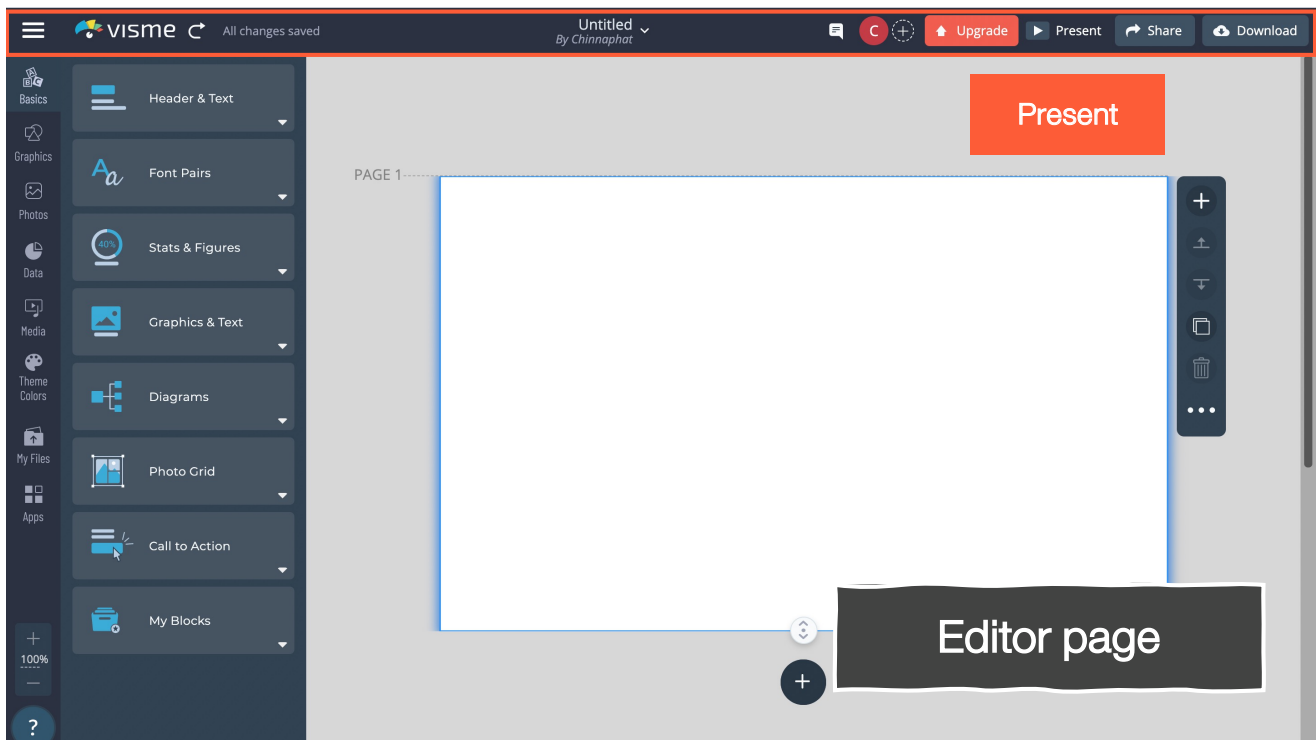 visme All changes saved Untitled C Upgrade Present Share Download
By Chinnaphat
Basics
Graphics
Photos
Data
Media
Theme
Colors
My Files
Apps
100%
?
Header & Text
Aa Font Pairs
40% Stats & Figures
Graphics & Text
Diagrams
Photo Grid
Call to Action
My Blocks
Present
PAGE 1
Editor page